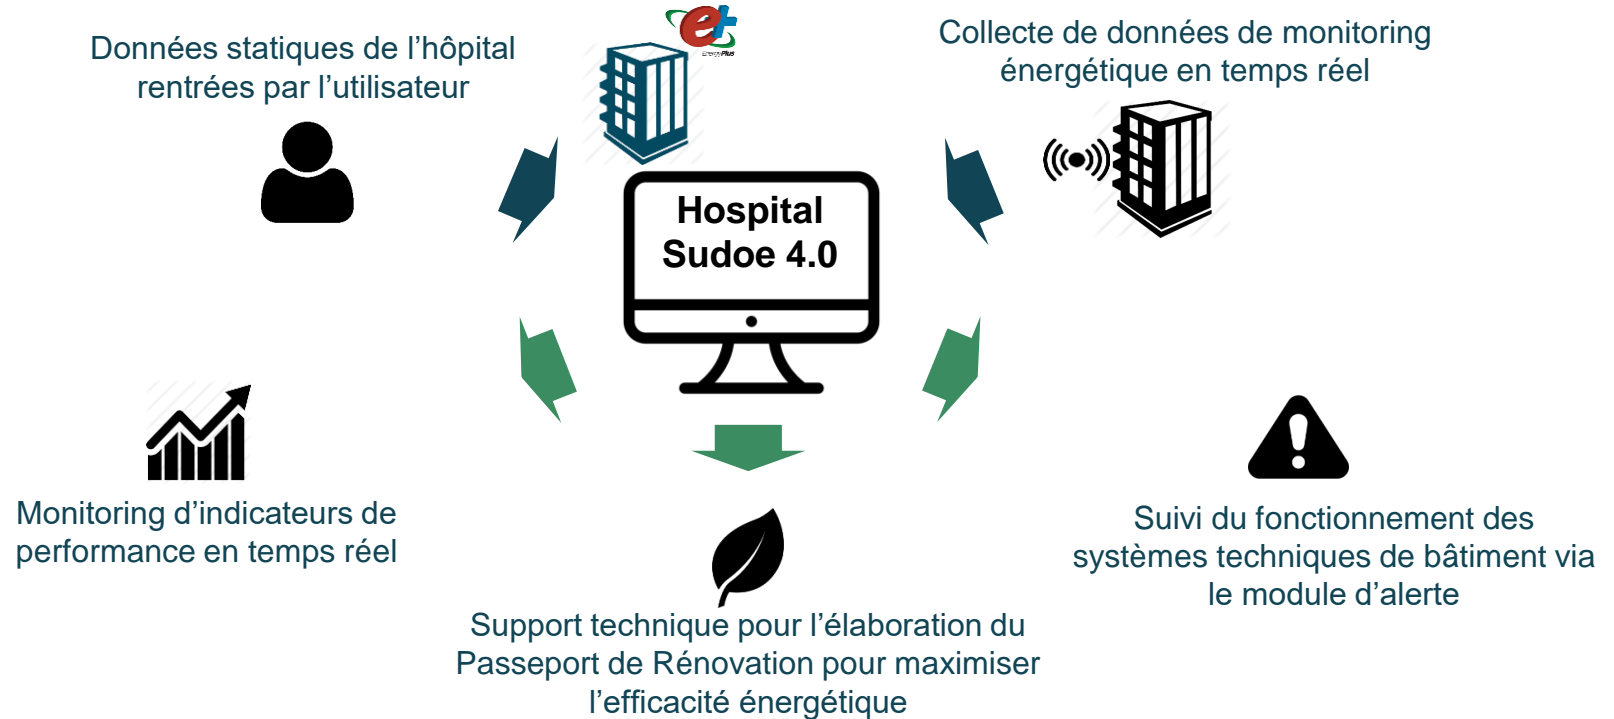 Données statiques de l’hôpital
rentrées par l’utilisateur
EnergyPlus
Collecte de données de monitoring
énergétique en temps réel
Hospital
Sudoe 4.0
Monitoring d’indicateurs de
performance en temps réel
Support technique pour l’élaboration du
Passeport de Rénovation pour maximiser
l’efficacité énergétique
Suivi du fonctionnement des
systèmes techniques de bâtiment via
le module d’alerte